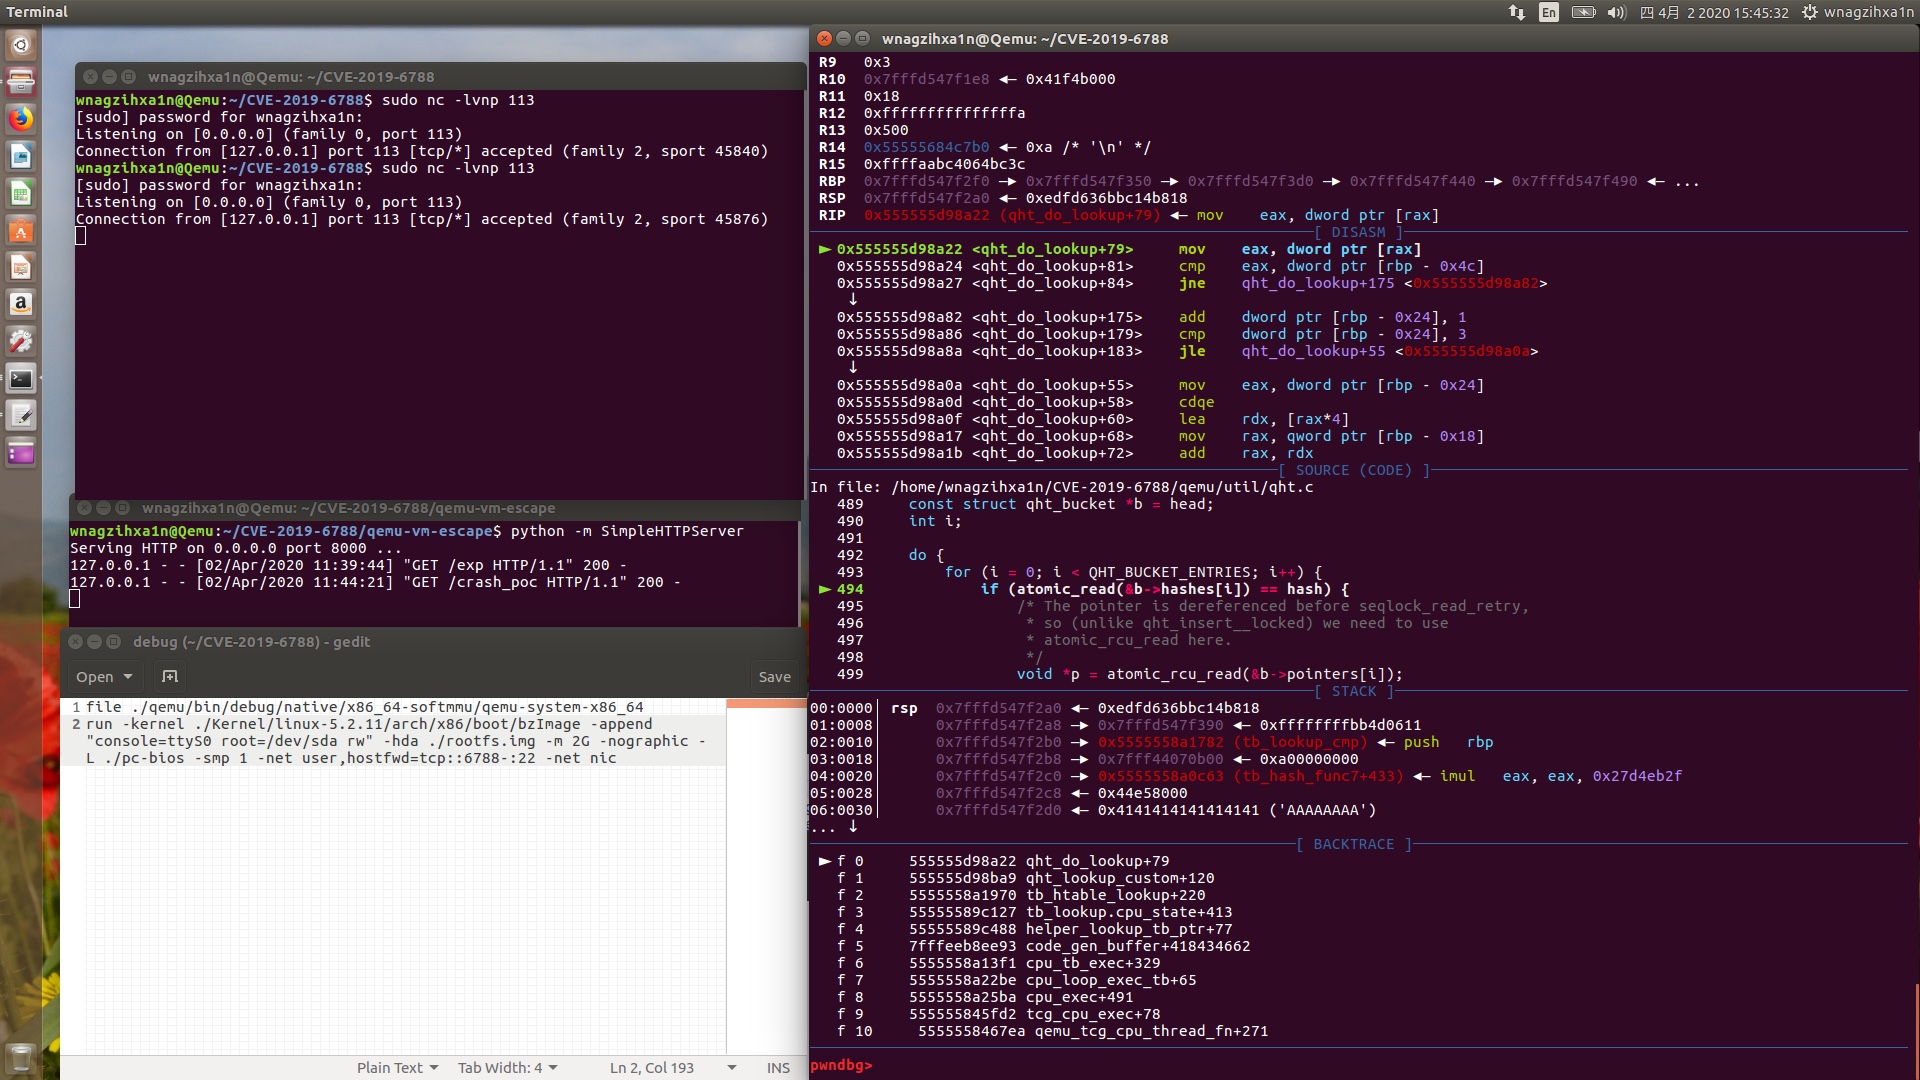 Terminal
En
四 4月 2 2020 15:45:32
wnagzihxa1n
wnagzihxa1n@Qemu: ~/CVE-2019-6788
wnagzihxa1n@Qemu:~/CVE-2019-6788$ sudo nc -lvnp 113
[sudo] password for wnagzihxa1n:
Listening on [0.0.0.0] (family 0, port 113)
Connection from [127.0.0.1] port 113 [tcp/*] accepted (family 2, sport 45840)
wnagzihxa1n@Qemu:~/CVE-2019-6788$ sudo nc -lvnp 113
[sudo] password for wnagzihxa1n:
Listening on [0.0.0.0] (family 0, port 113)
Connection from [127.0.0.1] port 113 [tcp/*] accepted (family 2, sport 45876)
wnagzihxa1n@Qemu: ~/CVE-2019-6788/qemu-vm-escape
wnagzihxa1n@Qemu:~/CVE-2019-6788/qemu-vm-escape$ python -m SimpleHTTPServer
Serving HTTP on 0.0.0.0 port 8000 ...
127.0.0.1 - - [02/Apr/2020 11:39:44] "GET /exp HTTP/1.1" 200 -
127.0.0.1 - - [02/Apr/2020 11:44:21] "GET /crash_poc HTTP/1.1" 200 -
debug (~/CVE-2019-6788) - gedit
Open
Save
1 file ./qemu/bin/debug/native/x86_64-softmmu/qemu-system-x86_64
2 run -kernel ./Kernel/linux-5.2.11/arch/x86/boot/bzImage -append
"console=ttyS0 root=/dev/sda rw" -hda ./rootfs.img -m 2G -nographic -
L ./pc-bios -smp 1 -net user,hostfwd=tcp::6788-:22 -net nic
Plain Text
Tab Width: 4
Ln 2, Col 193
INS
wnagzihxa1n@Qemu: ~/CVE-2019-6788
R9 0x3
R10 0x7fffd547f1e8 ◂— 0x41f4b000
R11 0x18
R12 0xfffffffffffffffa
R13 0x500
R14 0x55555684c7b0 ◂— 0xa /* '\n' */
R15 0xffffaabc4064bc3c
RBP 0x7fffd547f2f0 —▸ 0x7fffd547f350 —▸ 0x7fffd547f3d0 —▸ 0x7fffd547f440 —▸ 0x7fffd547f490 ◂— ...
RSP 0x7fffd547f2a0 ◂— 0xedfd636bbc14b818
RIP 0x555555d98a22 (qht_do_lookup+79) ◂— mov eax, dword ptr [rax]
[ DISASM ]
► 0x555555d98a22 <qht_do_lookup+79> mov eax, dword ptr [rax]
0x555555d98a24 <qht_do_lookup+81> cmp eax, dword ptr [rbp - 0x4c]
0x555555d98a27 <qht_do_lookup+84> jne qht_do_lookup+175 <0x555555d98a82>
↓
0x555555d98a82 <qht_do_lookup+175> add dword ptr [rbp - 0x24], 1
0x555555d98a86 <qht_do_lookup+179> cmp dword ptr [rbp - 0x24], 3
0x555555d98a8a <qht_do_lookup+183> jle qht_do_lookup+55 <0x555555d98a0a>
↓
0x555555d98a0a <qht_do_lookup+55> mov eax, dword ptr [rbp - 0x24]
0x555555d98a0d <qht_do_lookup+58> cdqe
0x555555d98a0f <qht_do_lookup+60> lea rdx, [rax*4]
0x555555d98a17 <qht_do_lookup+68> mov rax, qword ptr [rbp - 0x18]
0x555555d98a1b <qht_do_lookup+72> add rax, rdx
[ SOURCE (CODE) ]
In file: /home/wnagzihxa1n/CVE-2019-6788/qemu/util/qht.c
489 const struct qht_bucket *b = head;
490 int i;
491
492 do {
493 for (i = 0; i < QHT_BUCKET_ENTRIES; i++) {
► 494 if (atomic_read(&b->hashes[i]) == hash) {
495 /* The pointer is dereferenced before seqlock_read_retry,
496 * so (unlike qht_insert__locked) we need to use
497 * atomic_rcu_read here.
498 */
499 void *p = atomic_rcu_read(&b->pointers[i]);
[ STACK ]
00:0000│ rsp 0x7fffd547f2a0 ◂— 0xedfd636bbc14b818
01:0008│ 0x7fffd547f2a8 —▸ 0x7fffd547f390 ◂— 0xffffffffbb4d0611
02:0010│ 0x7fffd547f2b0 —▸ 0x5555558a1782 (tb_lookup_cmp) ◂— push rbp
03:0018│ 0x7fffd547f2b8 —▸ 0x7fff44070b00 ◂— 0xa00000000
04:0020│ 0x7fffd547f2c0 —▸ 0x5555558a0c63 (tb_hash_func7+433) ◂— imul eax, eax, 0x27d4eb2f
05:0028│ 0x7fffd547f2c8 ◂— 0x44e58000
06:0030│ 0x7fffd547f2d0 ◂— 0x4141414141414141 ('AAAAAAAA')
... ↓
[ BACKTRACE ]
► f 0 555555d98a22 qht_do_lookup+79
f 1 555555d98ba9 qht_lookup_custom+120
f 2 5555558a1970 tb_htable_lookup+220
f 3 55555589c127 tb_lookup.cpu_state+413
f 4 55555589c488 helper_lookup_tb_ptr+77
f 5 7fffeeb8ee93 code_gen_buffer+418434662
f 6 5555558a13f1 cpu_tb_exec+329
f 7 5555558a22be cpu_loop_exec_tb+65
f 8 5555558a25ba cpu_exec+491
f 9 555555845fd2 tcg_cpu_exec+78
f 10 5555558467ea qemu_tcg_cpu_thread_fn+271
pwndbg>